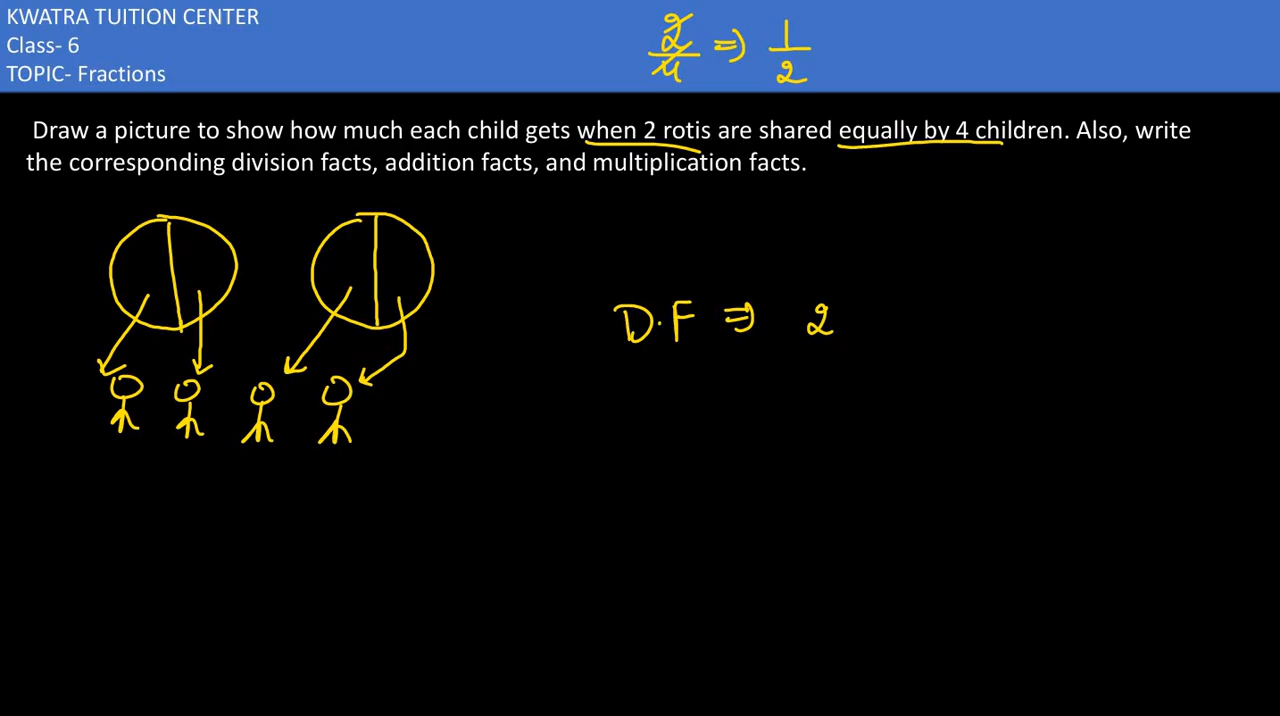 KWATRA TUITION CENTER
Class- 6
TOPIC- Fractions
2/4 ⇒ 1/2
Draw a picture to show how much each child gets when 2 rotis are shared equally by 4 children. Also, write
the corresponding division facts, addition facts, and multiplication facts.
D.F ⇒ 2